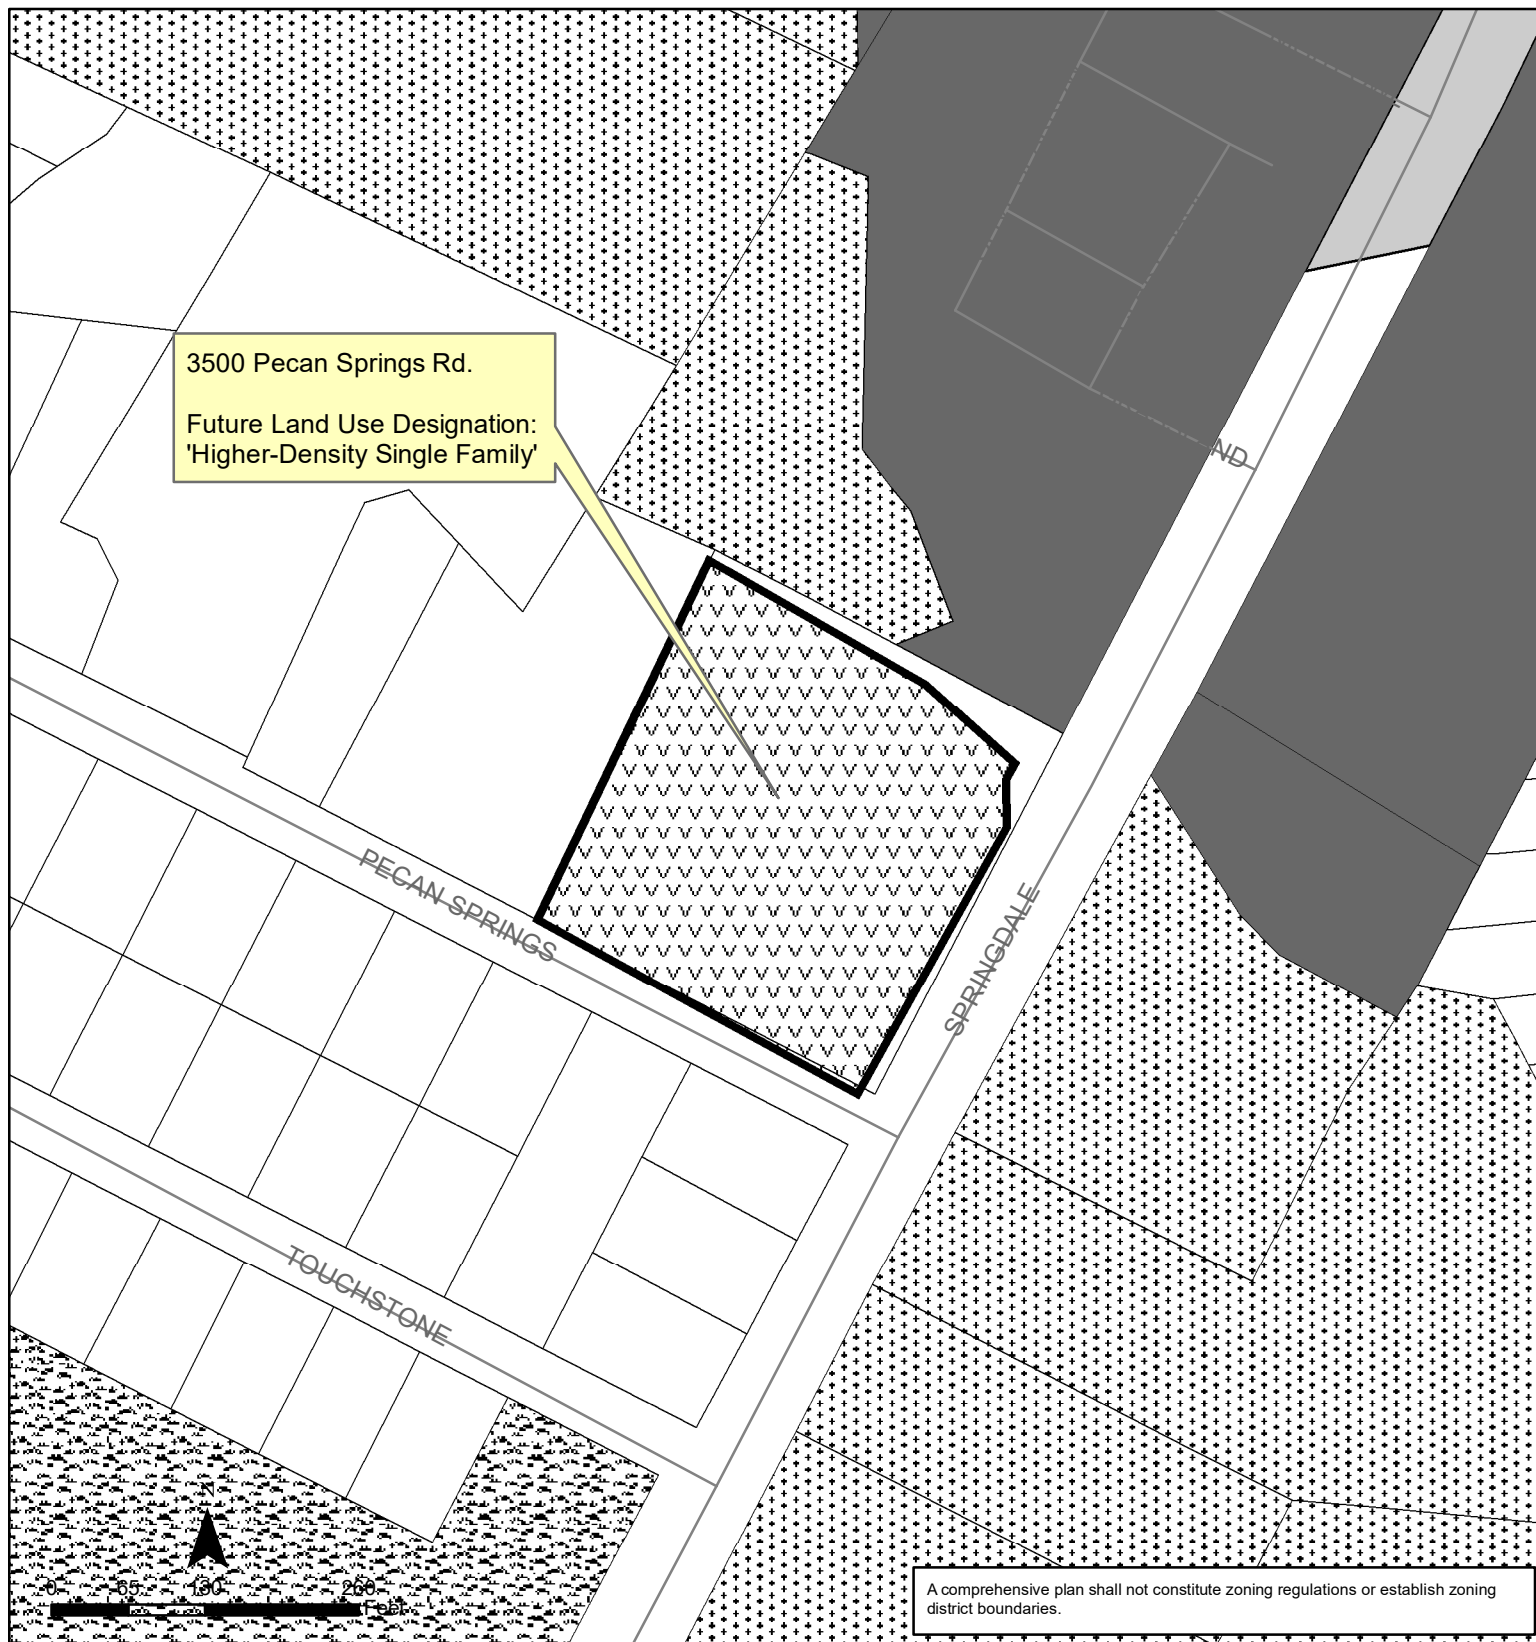 3500 Pecan Springs Rd.
Future Land Use Designation:
'Higher-Density Single Family'
ND
PECAN SPRINGS
SPRINGDALE
TOUCHSTONE
N
0 65 130 260
Feet
A comprehensive plan shall not constitute zoning regulations or establish zoning
district boundaries.